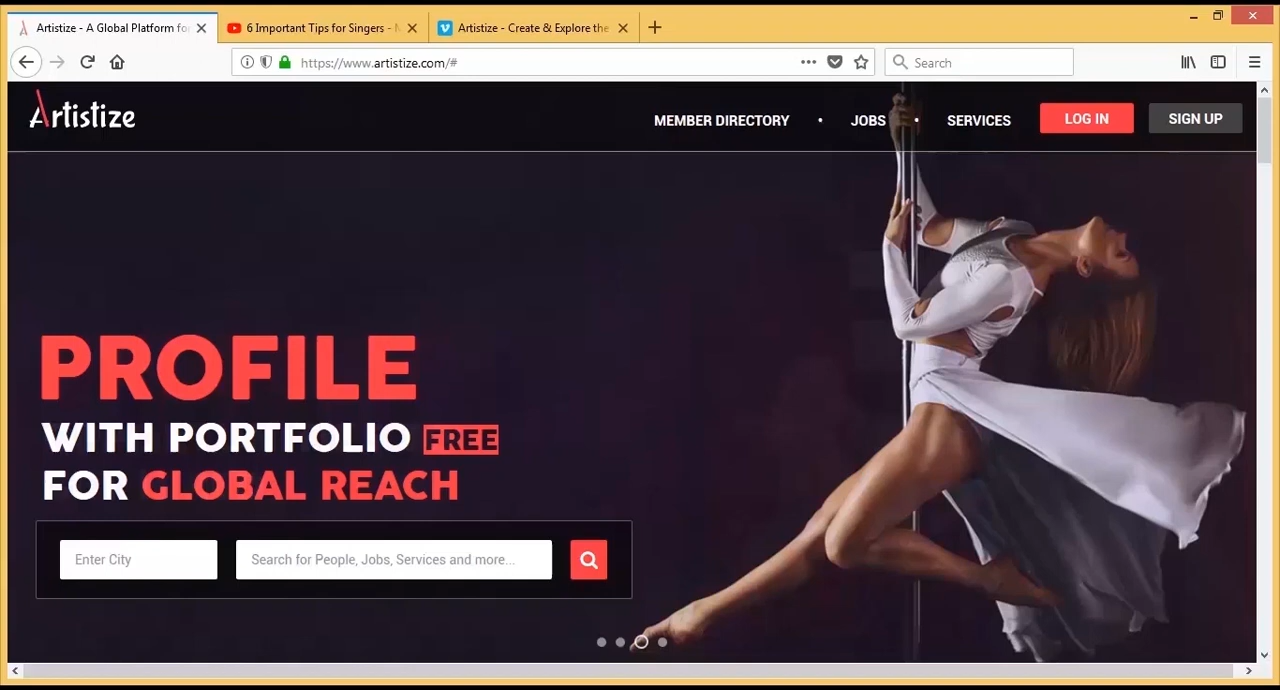 Artistize - A Global Platform fo
6 Important Tips for Singers - N
Artistize - Create & Explore the
https://www.artistize.com/#
Search
Artistize
MEMBER DIRECTORY • JOBS • SERVICES
LOG IN
SIGN UP
PROFILE
WITH PORTFOLIO FREE
FOR GLOBAL REACH
Enter City
Search for People, Jobs, Services and more...